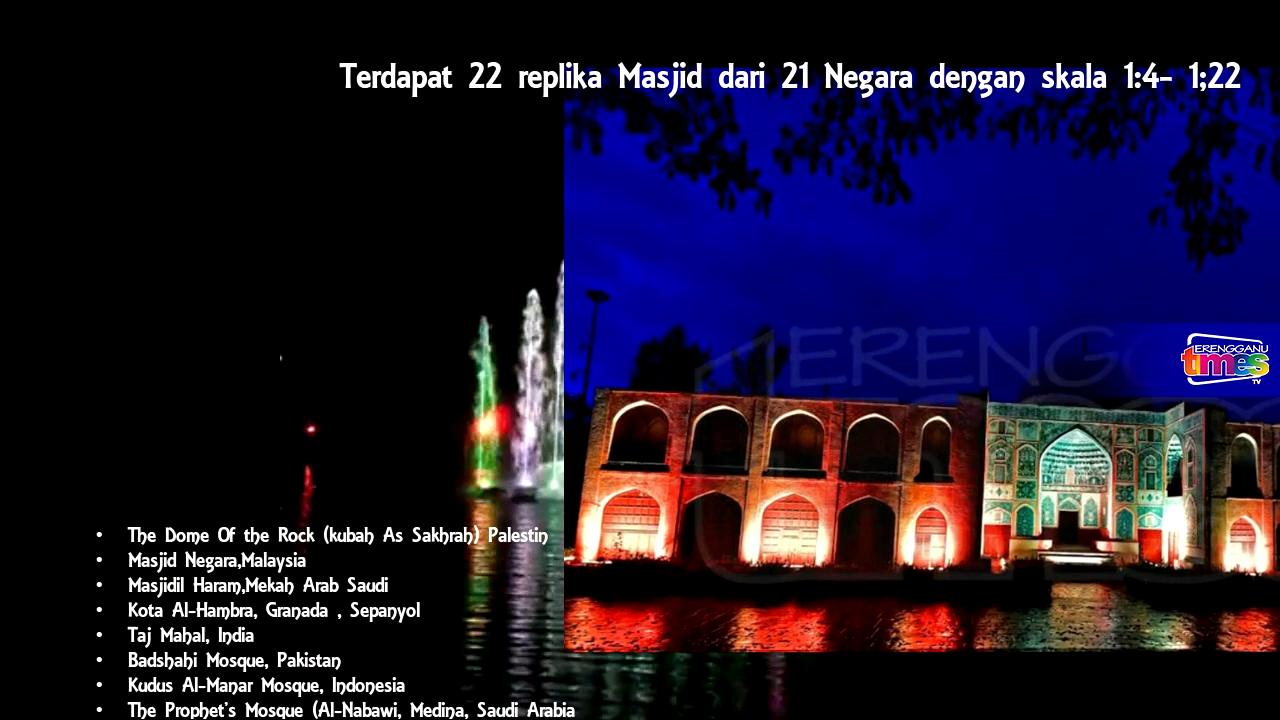 Terdapat 22 replika Masjid dari 21 Negara dengan skala 1:4- 1;22
TERENGGANU
times
TV
• The Dome Of the Rock (kubah As Sakhrah) Palestin
• Masjid Negara,Malaysia
• Masjidil Haram,Mekah Arab Saudi
• Kota Al-Hambra, Granada , Sepanyol
• Taj Mahal, India
• Badshahi Mosque, Pakistan
• Kudus Al-Manar Mosque, Indonesia
• The Prophet's Mosque (Al-Nabawi, Medina, Saudi Arabia